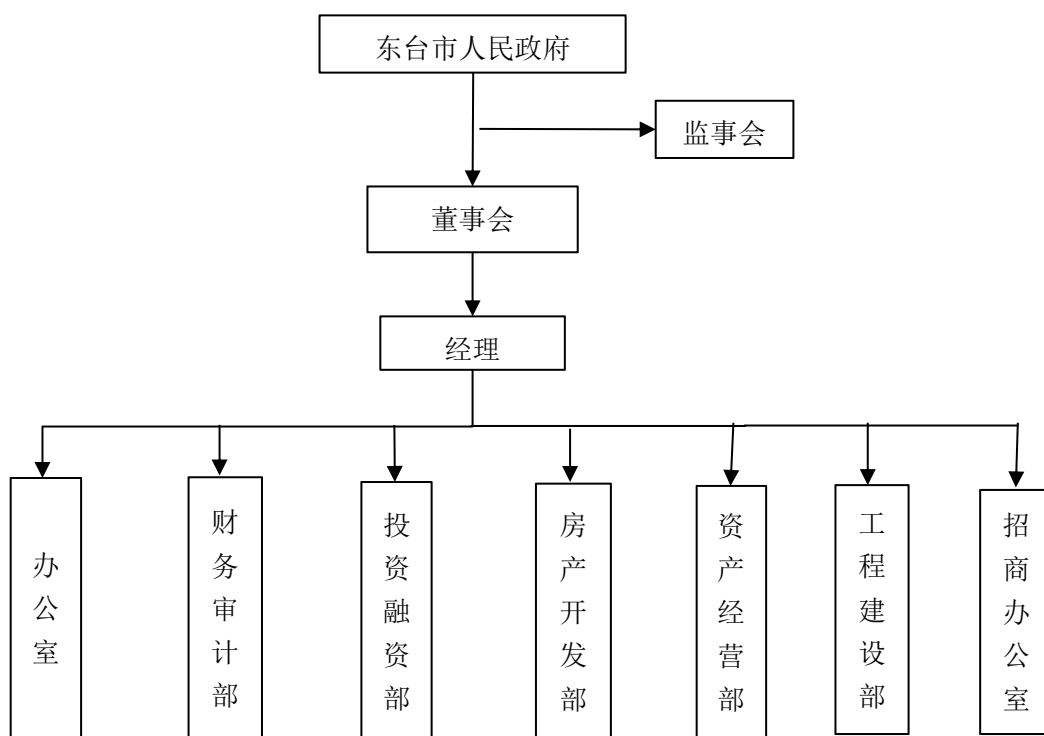 东台市人民政府
监事会
董事会
经理
办公室
财务审计部
投资融资部
房产开发部
资产经营部
工程建设部
招商办公室